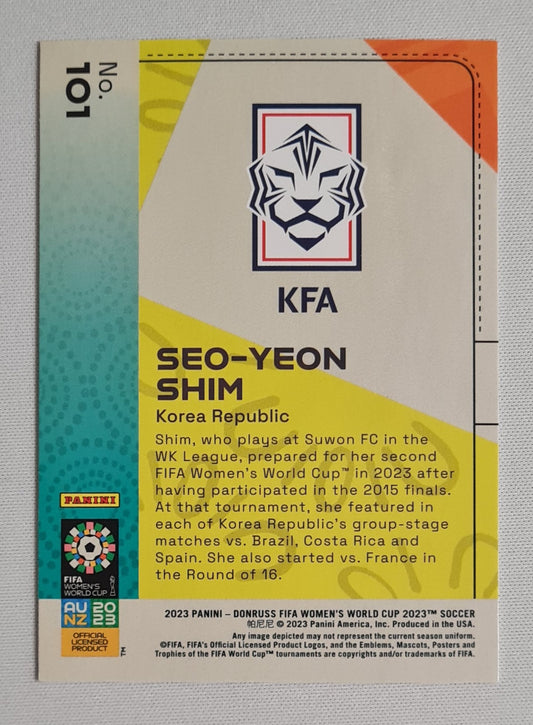 No.
101
KFA
SEO-YEON
SHIM
Korea Republic
Shim, who plays at Suwon FC in the
WK League, prepared for her second
FIFA Women's World Cup™ in 2023 after
having participated in the 2015 finals.
At that tournament, she featured in
each of Korea Republic's group-stage
matches vs. Brazil, Costa Rica and
Spain. She also started vs. France in
the Round of 16.
PANINI
FIFA
WOMEN'S
WORLD CUP
AU
NZ
20
23
OFFICIAL
LICENSED
PRODUCT
™
2023 PANINI – DONRUSS FIFA WOMEN'S WORLD CUP 2023™ SOCCER
帕尼尼 © 2023 Panini America, Inc. Produced in the USA.
Any image depicted may not represent the current season uniform.
©FIFA, FIFA's Official Licensed Product Logos, and the Emblems, Mascots, Posters and
Trophies of the FIFA World Cup™ tournaments are copyrights and/or trademarks of FIFA.